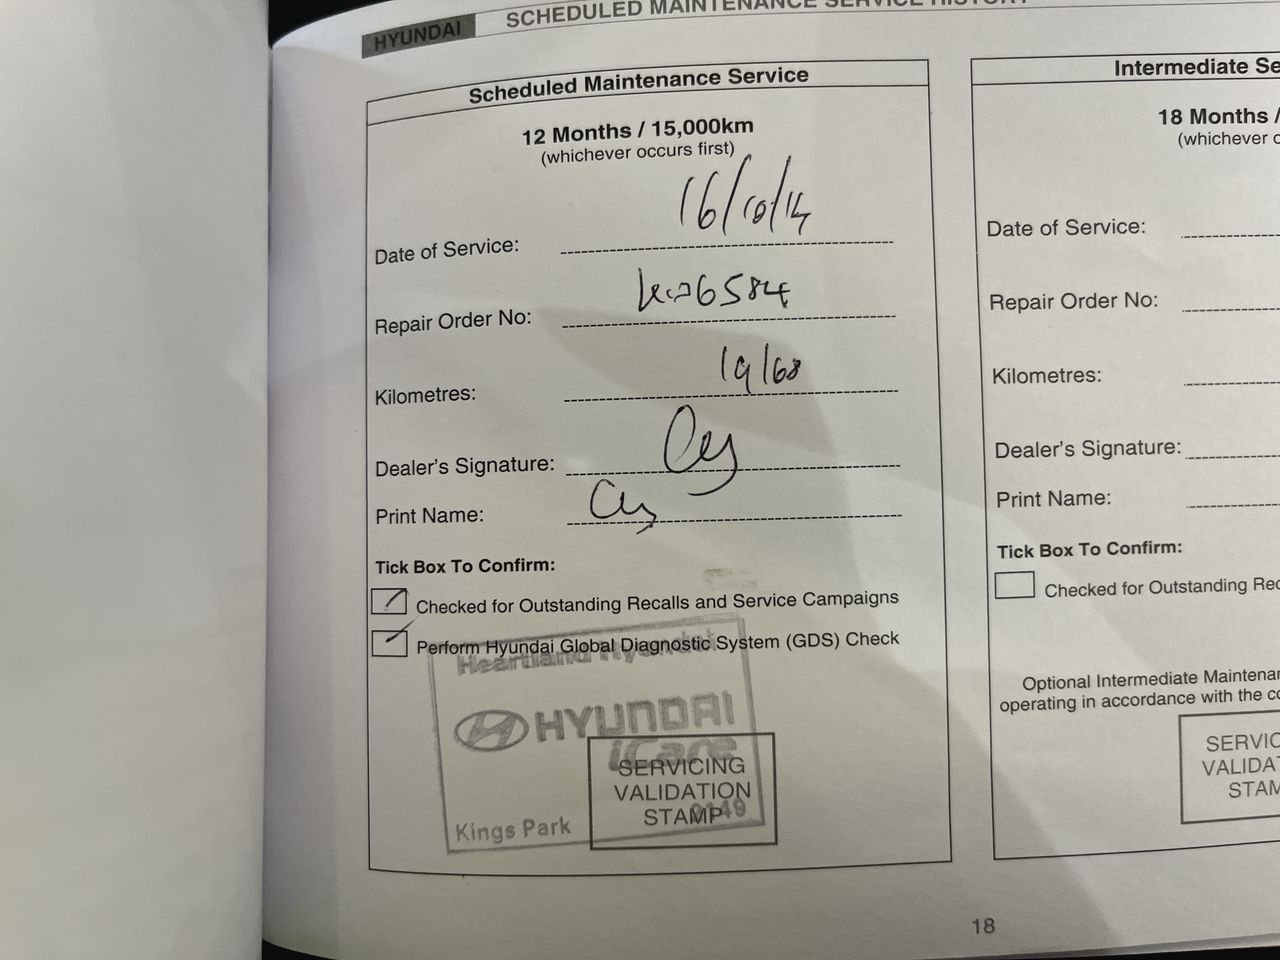 HYUNDAI
SCHEDULED MAINTENANCE SERVICE HISTORY
Scheduled Maintenance Service
12 Months / 15,000km
(whichever occurs first)
Date of Service: 16/10/14
Repair Order No:
Kilometres: 19168
Dealer's Signature:
Print Name:
Tick Box To Confirm:
Checked for Outstanding Recalls and Service Campaigns
Perform Hyundai Global Diagnostic System (GDS) Check
Heartland Hyundai
HYUNDAI
iCare
SERVICING
VALIDATION
STAMP
Kings Park
Intermediate Se
18 Months /
(whichever o
Date of Service:
Repair Order No:
Kilometres:
Dealer's Signature:
Print Name:
Tick Box To Confirm:
Checked for Outstanding Rec
Optional Intermediate Maintenan
operating in accordance with the co
SERVIC
VALIDA
STAM
18